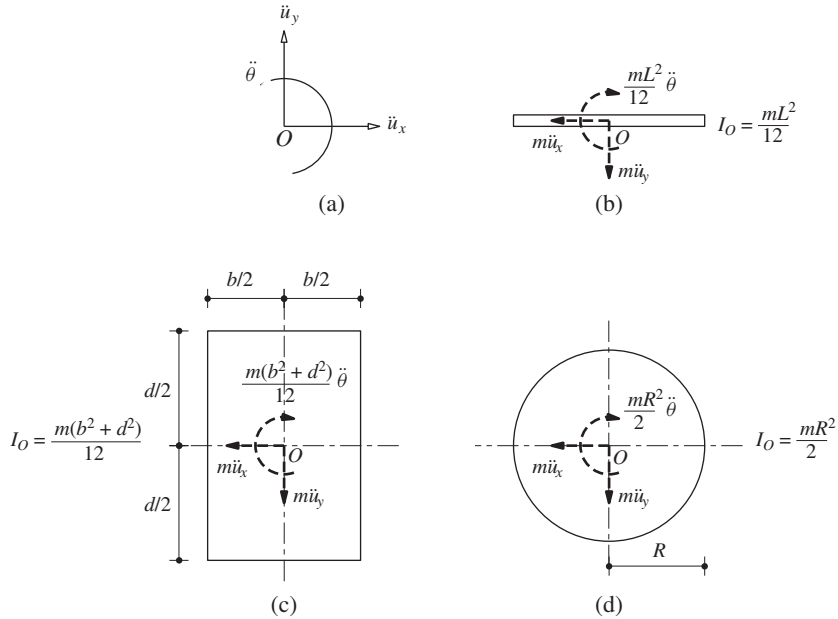 ü_y
θ̈
O
ü_x
(a)
mL²/12 θ̈
mü_x
O
mü_y
I_O = mL²/12
(b)
b/2 b/2
d/2
d/2
m(b² + d²)/12 θ̈
I_O = m(b² + d²)/12
mü_x
O
mü_y
(c)
mR²/2 θ̈
mü_x
O
mü_y
I_O = mR²/2
R
(d)